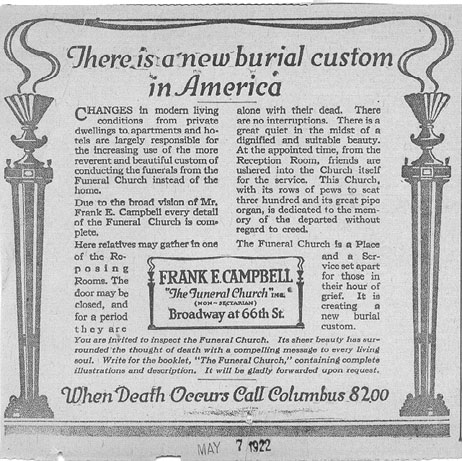 There is a new burial custom
in America
CHANGES in modern living
conditions from private
dwellings to apartments and ho-
tels are largely responsible for
the increasing use of the more
reverent and beautiful custom of
conducting the funerals from the
Funeral Church instead of the
home.
Due to the broad vision of Mr.
Frank E. Campbell every detail
of the Funeral Church is com-
plete.
Here relatives may gather in one
of the Re-
posing
Rooms. The
door may be
closed, and
for a period
they are
alone with their dead. There
are no interruptions. There is a
great quiet in the midst of a
dignified and suitable beauty.
At the appointed time, from the
Reception Room, friends are
ushered into the Church itself
for the service. This Church,
with its rows of pews to seat
three hundred and its great pipe
organ, is dedicated to the mem-
ory of the departed without
regard to creed.
The Funeral Church is a Place
and a Ser-
vice set apart
for those in
their hour of
grief. It is
creating a
new burial
custom.
FRANK E. CAMPBELL
"The Funeral Church" INC.
(NON-SECTARIAN)
Broadway at 66th St.
You are invited to inspect the Funeral Church. Its sheer beauty has sur-
rounded the thought of death with a compelling message to every living
soul. Write for the booklet, "The Funeral Church," containing complete
illustrations and description. It will be gladly forwarded upon request.
When Death Occurs Call Columbus 8200
MAY 7 1922